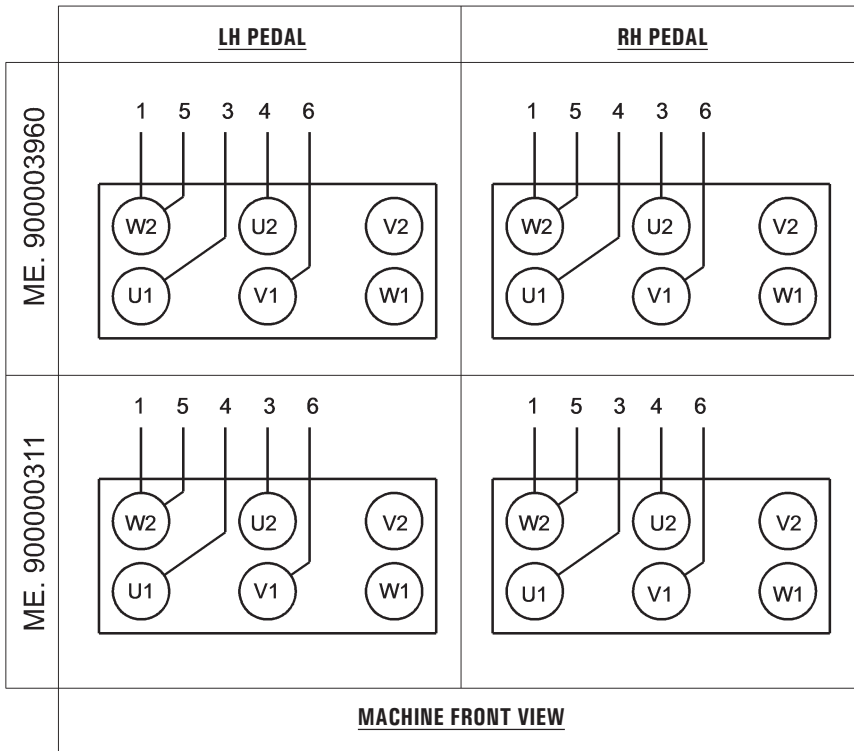 LH PEDAL RH PEDAL
ME. 9000003960
1 5 3 4 6
W2 U2 V2
U1 V1 W1
1 5 4 3 6
W2 U2 V2
U1 V1 W1
ME. 900000311
1 5 4 3 6
W2 U2 V2
U1 V1 W1
1 5 3 4 6
W2 U2 V2
U1 V1 W1
MACHINE FRONT VIEW